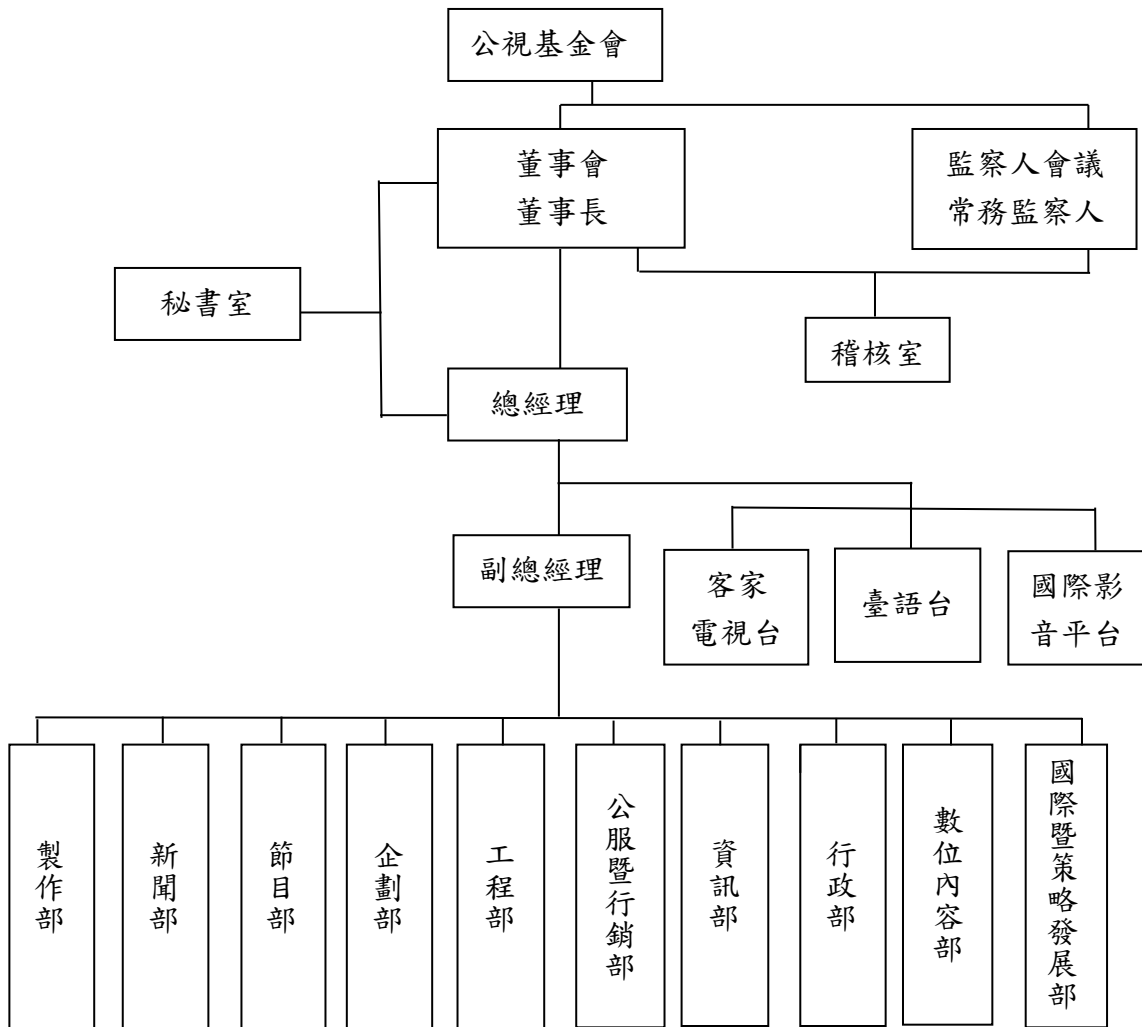 公視基金會
董事會
董事長
監察人會議
常務監察人
秘書室
稽核室
總經理
副總經理
客家
電視台
臺語台
國際影
音平台
製作部
新聞部
節目部
企劃部
工程部
公服暨行銷部
資訊部
行政部
數位內容部
國際暨策略發展部